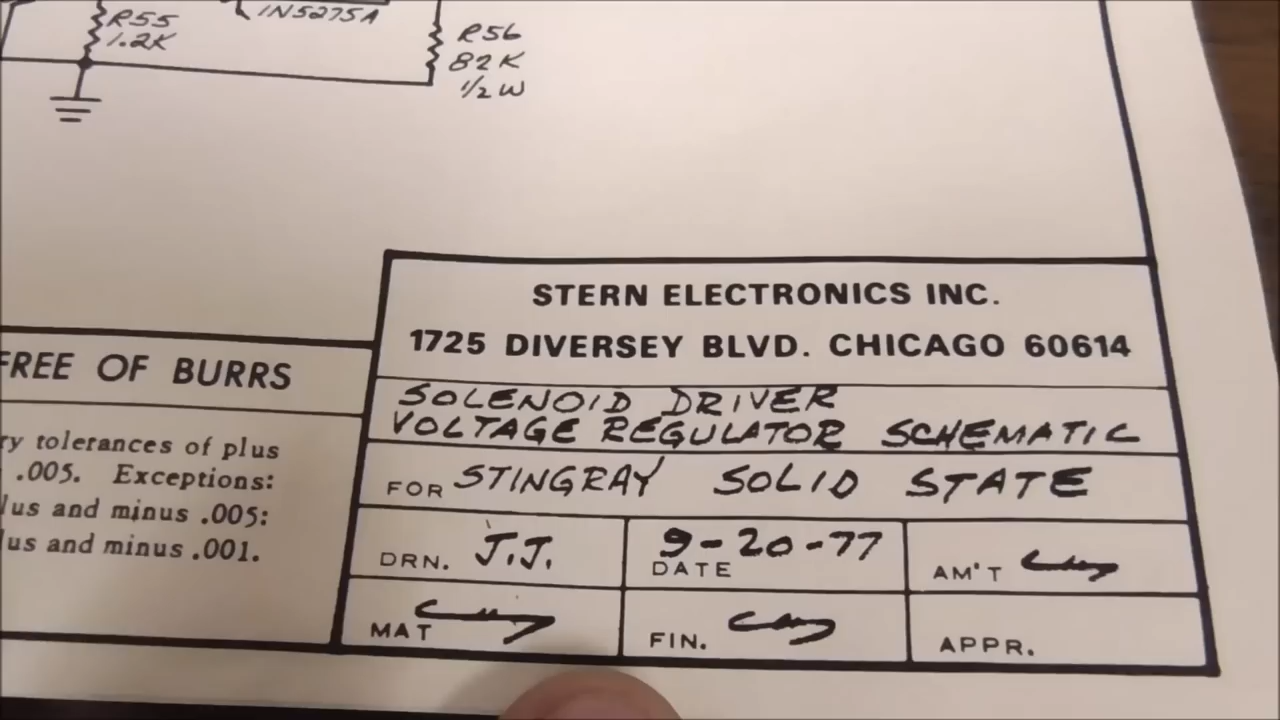 R55
1.2K
1N5275A
R56
82K
1/2 W
STERN ELECTRONICS INC.
1725 DIVERSEY BLVD. CHICAGO 60614
SOLENOID DRIVER
VOLTAGE REGULATOR SCHEMATIC
FOR STINGRAY SOLID STATE
DRN. J.J.
9-20-77
DATE
AM'T
MAT
FIN.
APPR.
FREE OF BURRS
ry tolerances of plus
.005. Exceptions:
lus and minus .005:
lus and minus .001.